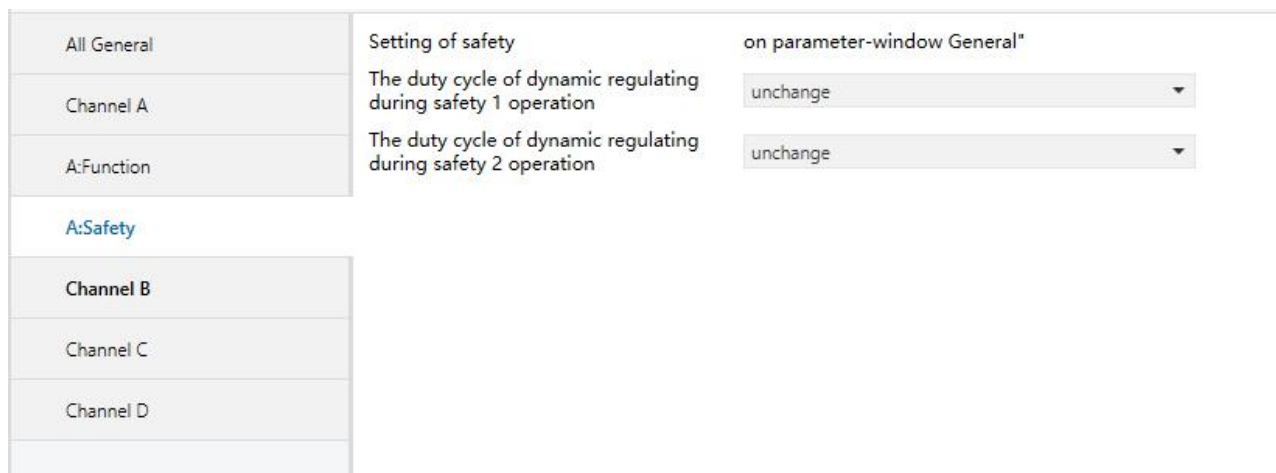 All General
Channel A
A:Function
A:Safety
Channel B
Channel C
Channel D
Setting of safety
on parameter-window General"
The duty cycle of dynamic regulating
during safety 1 operation
unchange
The duty cycle of dynamic regulating
during safety 2 operation
unchange